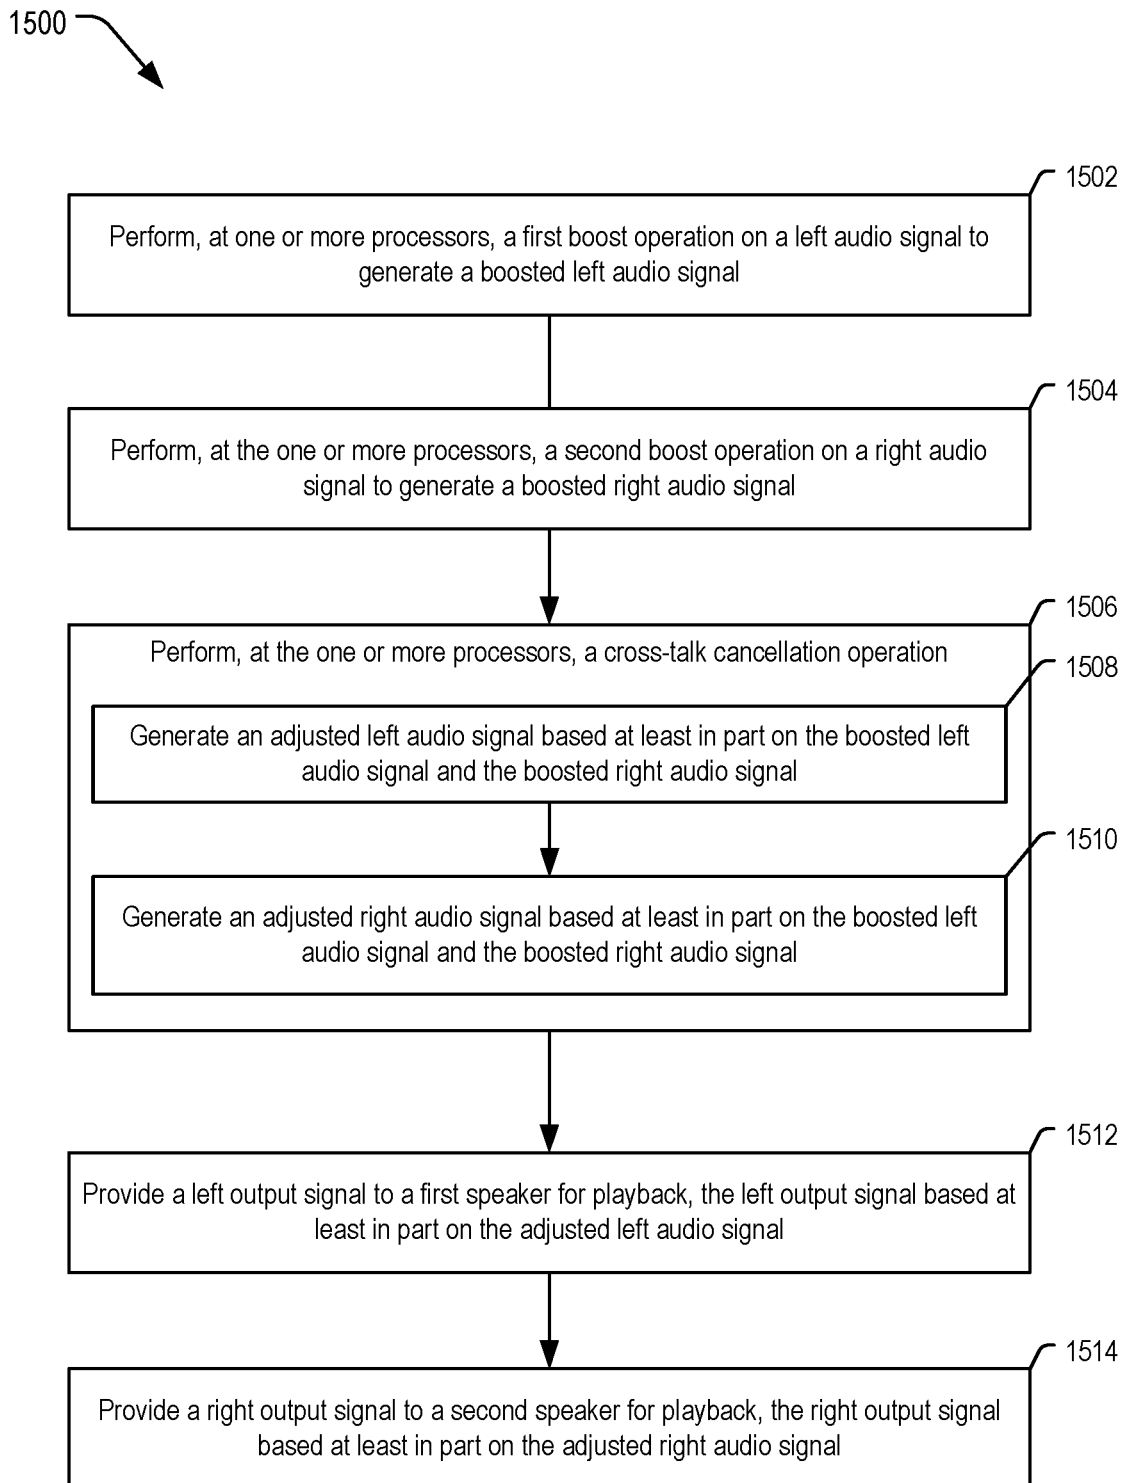 1500
1502
Perform, at one or more processors, a first boost operation on a left audio signal to
generate a boosted left audio signal
1504
Perform, at the one or more processors, a second boost operation on a right audio
signal to generate a boosted right audio signal
1506
Perform, at the one or more processors, a cross-talk cancellation operation
1508
Generate an adjusted left audio signal based at least in part on the boosted left
audio signal and the boosted right audio signal
1510
Generate an adjusted right audio signal based at least in part on the boosted left
audio signal and the boosted right audio signal
1512
Provide a left output signal to a first speaker for playback, the left output signal based at
least in part on the adjusted left audio signal
1514
Provide a right output signal to a second speaker for playback, the right output signal
based at least in part on the adjusted right audio signal